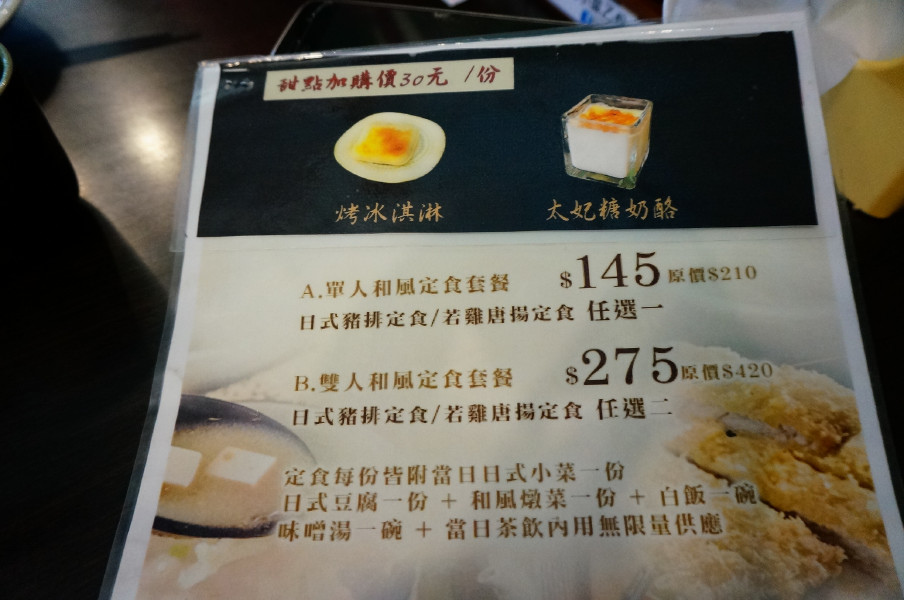 甜點加購價30元 /份
烤冰淇淋
太妃糖奶酪
A.單人和風定食套餐 $145 原價$210
日式豬排定食/若雞唐揚定食 任選一
B.雙人和風定食套餐 $275 原價$420
日式豬排定食/若雞唐揚定食 任選二
定食每份皆附當日日式小菜一份
日式豆腐一份 + 和風燉菜一份 + 白飯一碗
味噌湯一碗 + 當日茶飲內用無限量供應